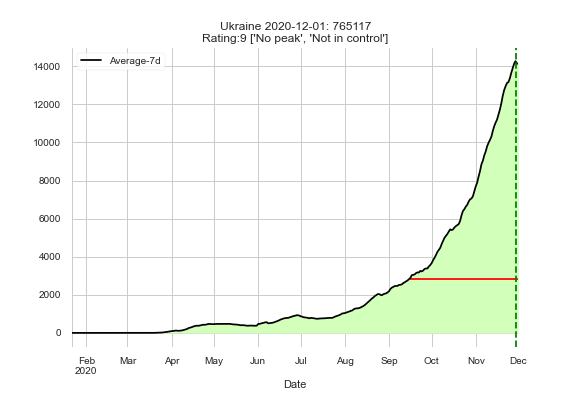 Ukraine 2020-12-01: 765117
Rating:9 ['No peak', 'Not in control']
Average-7d
14000
12000
10000
8000
6000
4000
2000
0
Feb Mar Apr May Jun Jul Aug Sep Oct Nov Dec
2020
Date